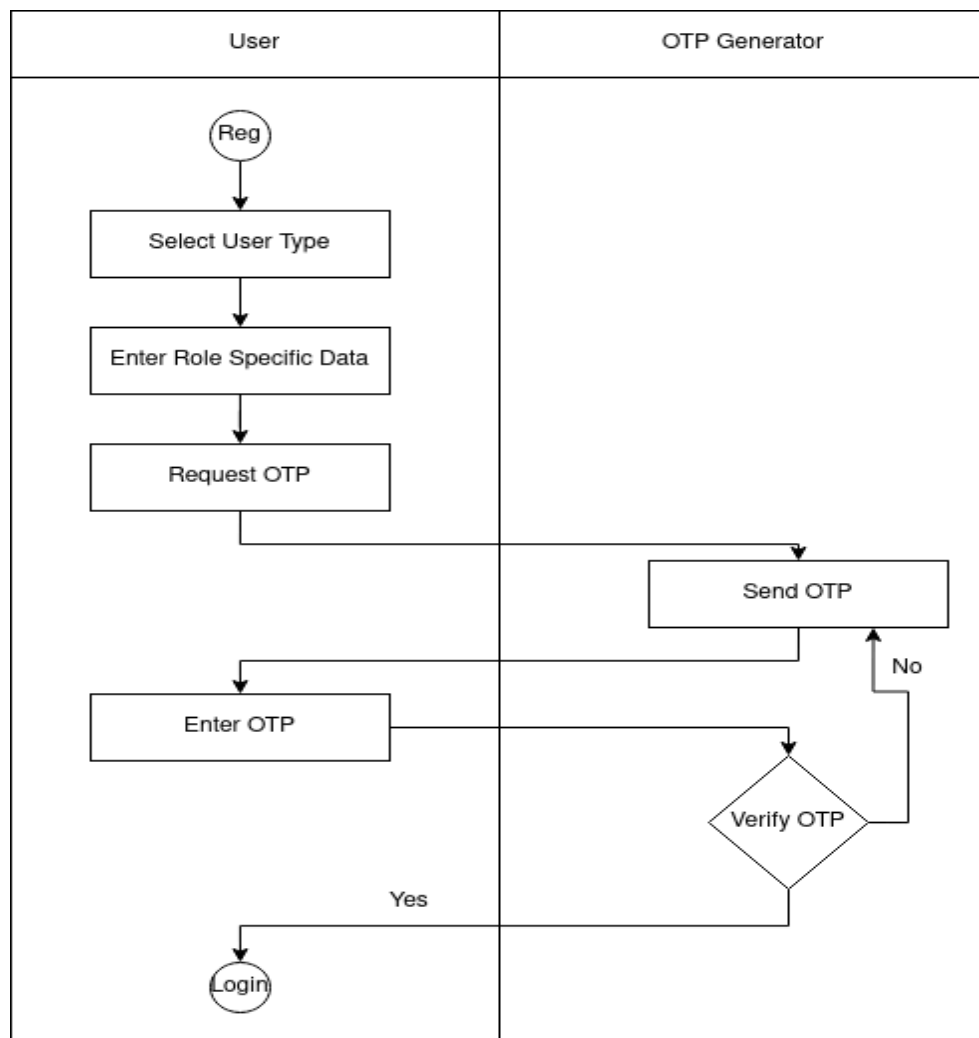 User
OTP Generator
Reg
Select User Type
Enter Role Specific Data
Request OTP
Send OTP
No
Enter OTP
Verify OTP
Yes
Login